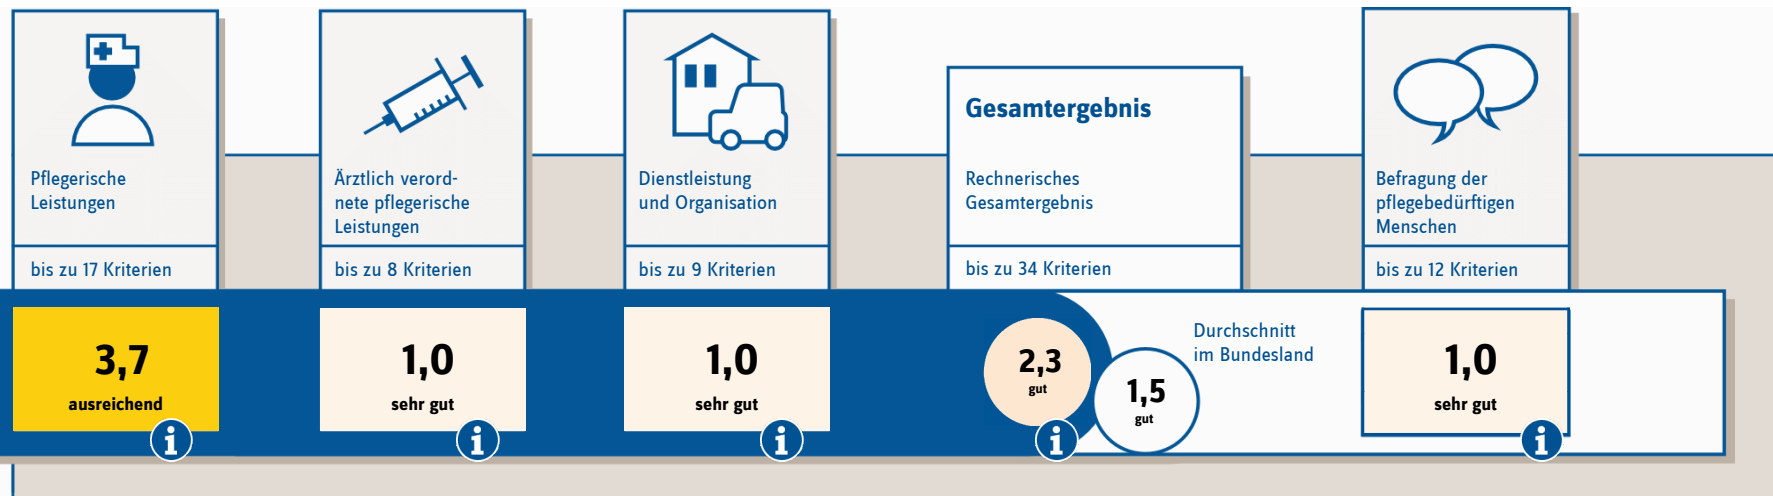 Pflegerische
Leistungen
bis zu 17 Kriterien
3,7
ausreichend
i
Ärztlich verord-
nete pflegerische
Leistungen
bis zu 8 Kriterien
1,0
sehr gut
i
Dienstleistung
und Organisation
bis zu 9 Kriterien
1,0
sehr gut
i
Gesamtergebnis
Rechnerisches
Gesamtergebnis
bis zu 34 Kriterien
2,3
gut
i
1,5
gut
Durchschnitt
im Bundesland
Befragung der
pflegebedürftigen
Menschen
bis zu 12 Kriterien
1,0
sehr gut
i